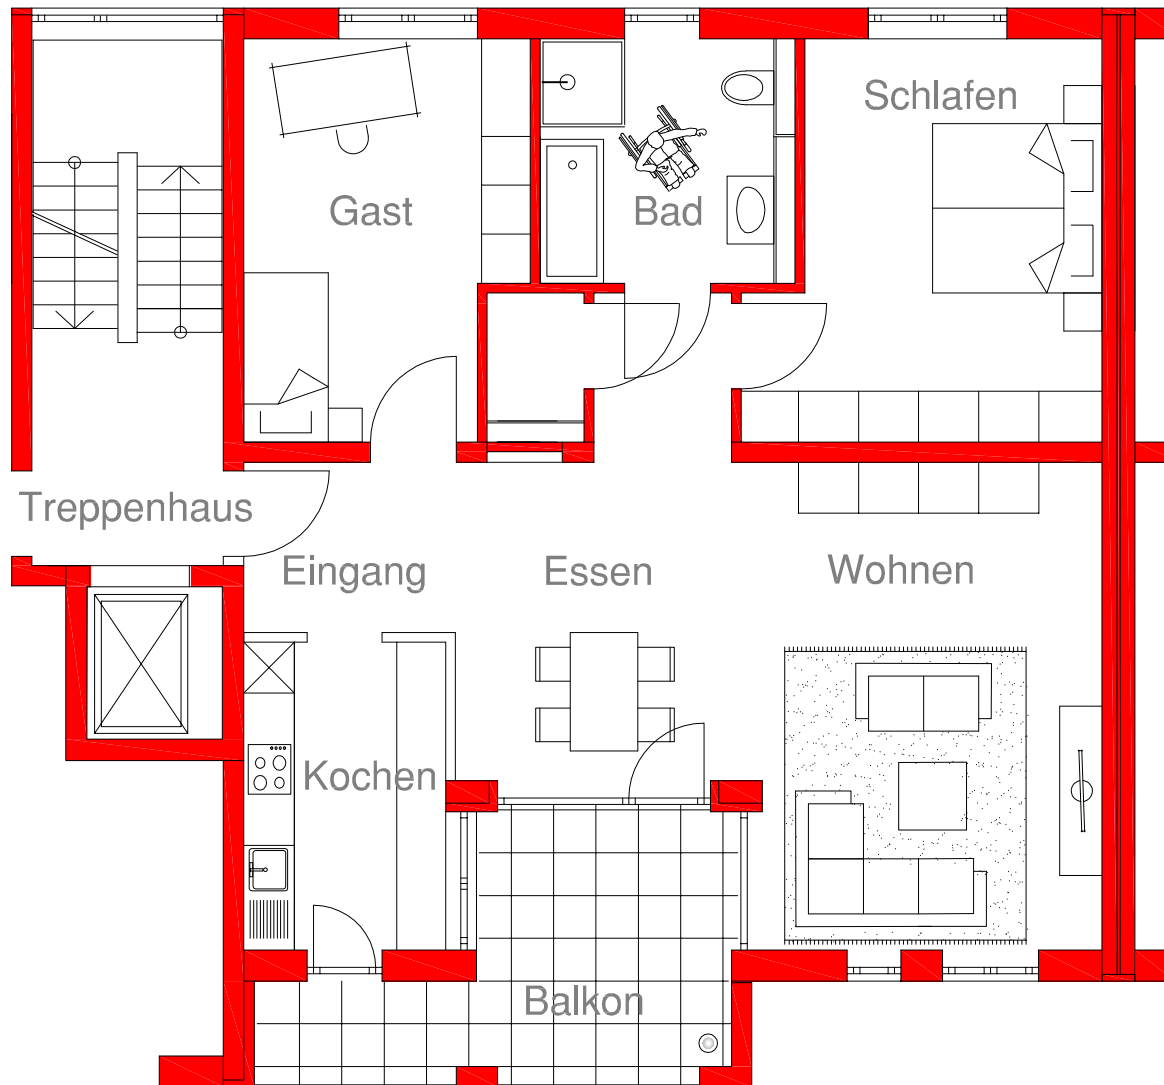 Schlafen
Gast
Bad
Treppenhaus
Eingang
Essen
Wohnen
Kochen
Balkon